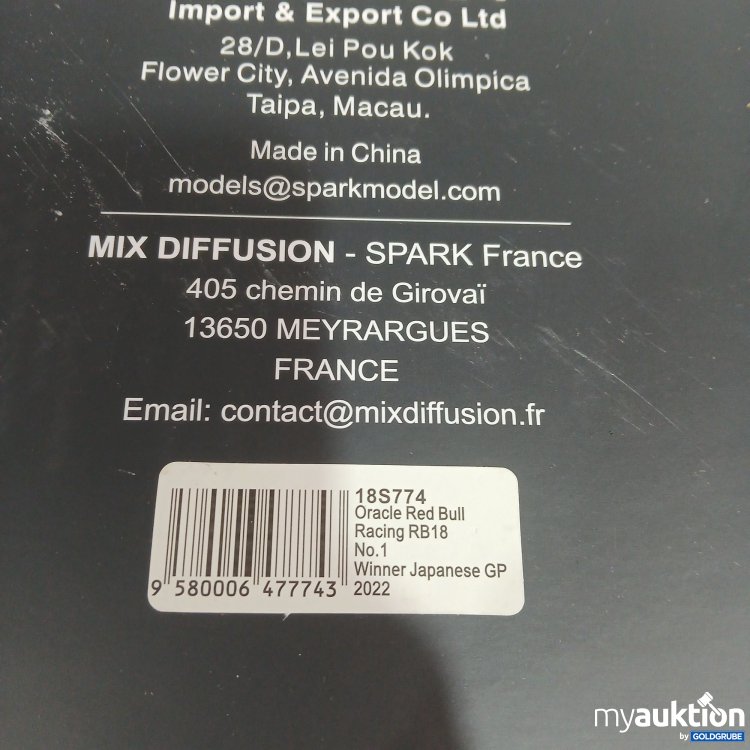 Import & Export Co Ltd
28/D,Lei Pou Kok
Flower City, Avenida Olimpica
Taipa, Macau.
Made in China
models@sparkmodel.com
MIX DIFFUSION - SPARK France
405 chemin de Girovaï
13650 MEYRARGUES
FRANCE
Email: contact@mixdiffusion.fr
18S774
Oracle Red Bull
Racing RB18
No.1
Winner Japanese GP
2022
9 580006 477743
myauktion
by GOLDGRUBE